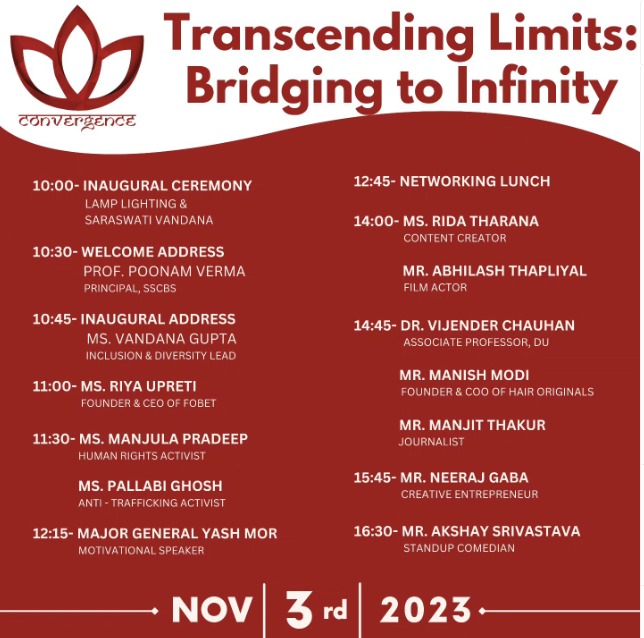 convergence
Transcending Limits:
Bridging to Infinity
10:00- INAUGURAL CEREMONY
LAMP LIGHTING &
SARASWATI VANDANA
10:30- WELCOME ADDRESS
PROF. POONAM VERMA
PRINCIPAL, SSCBS
10:45- INAUGURAL ADDRESS
MS. VANDANA GUPTA
INCLUSION & DIVERSITY LEAD
11:00- MS. RIYA UPRETI
FOUNDER & CEO OF FOBET
11:30- MS. MANJULA PRADEEP
HUMAN RIGHTS ACTIVIST
MS. PALLABI GHOSH
ANTI - TRAFFICKING ACTIVIST
12:15- MAJOR GENERAL YASH MOR
MOTIVATIONAL SPEAKER
12:45- NETWORKING LUNCH
14:00- MS. RIDA THARANA
CONTENT CREATOR
MR. ABHILASH THAPLIYAL
FILM ACTOR
14:45- DR. VIJENDER CHAUHAN
ASSOCIATE PROFESSOR, DU
MR. MANISH MODI
FOUNDER & COO OF HAIR ORIGINALS
MR. MANJIT THAKUR
JOURNALIST
15:45- MR. NEERAJ GABA
CREATIVE ENTREPRENEUR
16:30- MR. AKSHAY SRIVASTAVA
STANDUP COMEDIAN
NOV 3 rd 2023